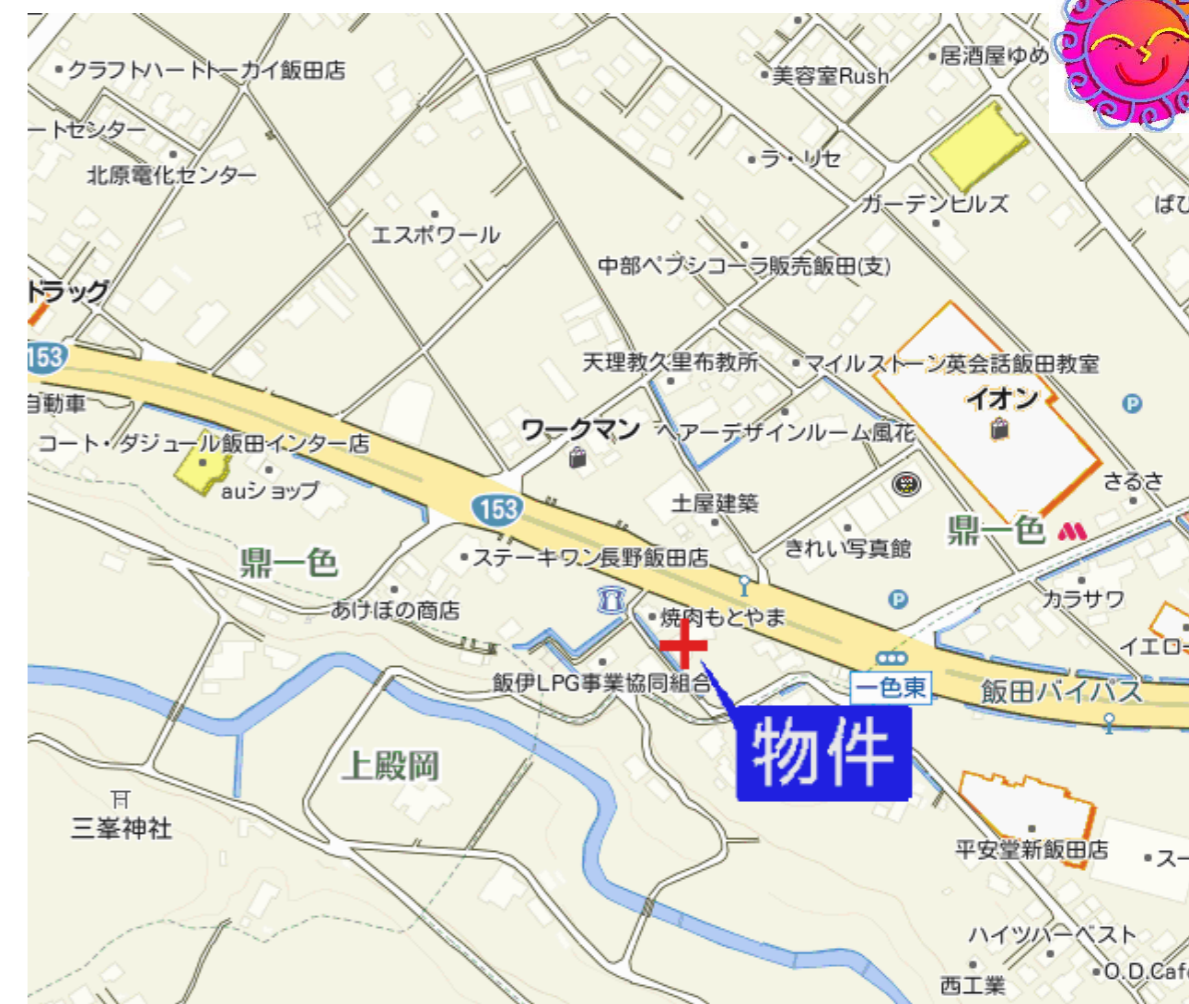 居酒屋ゆめ
クラフトハートトーカイ飯田店
美容室Rush
ートセンター
ラ・リセ
北原電化センター
ガーデンヒルズ
ぱぴ
エスポワール
中部ペプシコーラ販売飯田(支)
ドラッグ
153
天理教久里布教所
マイルストーン英会話飯田教室
自動車
イオン
P
ワークマン
ヘアーデザインルーム風花
コート・ダジュール飯田インター店
さるさ
auショップ
土屋建築
153
鼎一色
きれい写真館
鼎一色
ステーキワン長野飯田店
あけぼの商店
P
カラサワ
焼肉もとやま
イエロー
飯伊LPG事業協同組合
一色東
飯田バイパス
物件
上殿岡
三峯神社
平安堂新飯田店
スー
ハイツハーベスト
西工業
O.D.Cafe